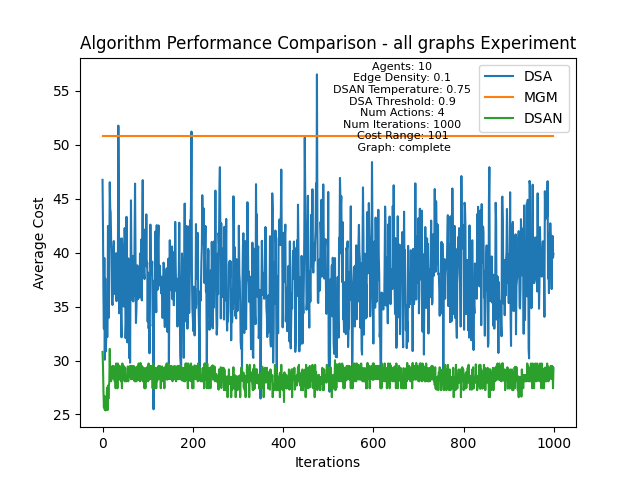 Algorithm Performance Comparison - all graphs Experiment
Agents: 10
Edge Density: 0.1
DSAN Temperature: 0.75
DSA Threshold: 0.9
Num Actions: 4
Num Iterations: 1000
Cost Range: 101
Graph: complete
DSA
MGM
DSAN
Average Cost
55
50
45
40
35
30
25
0
200
400
600
800
1000
Iterations